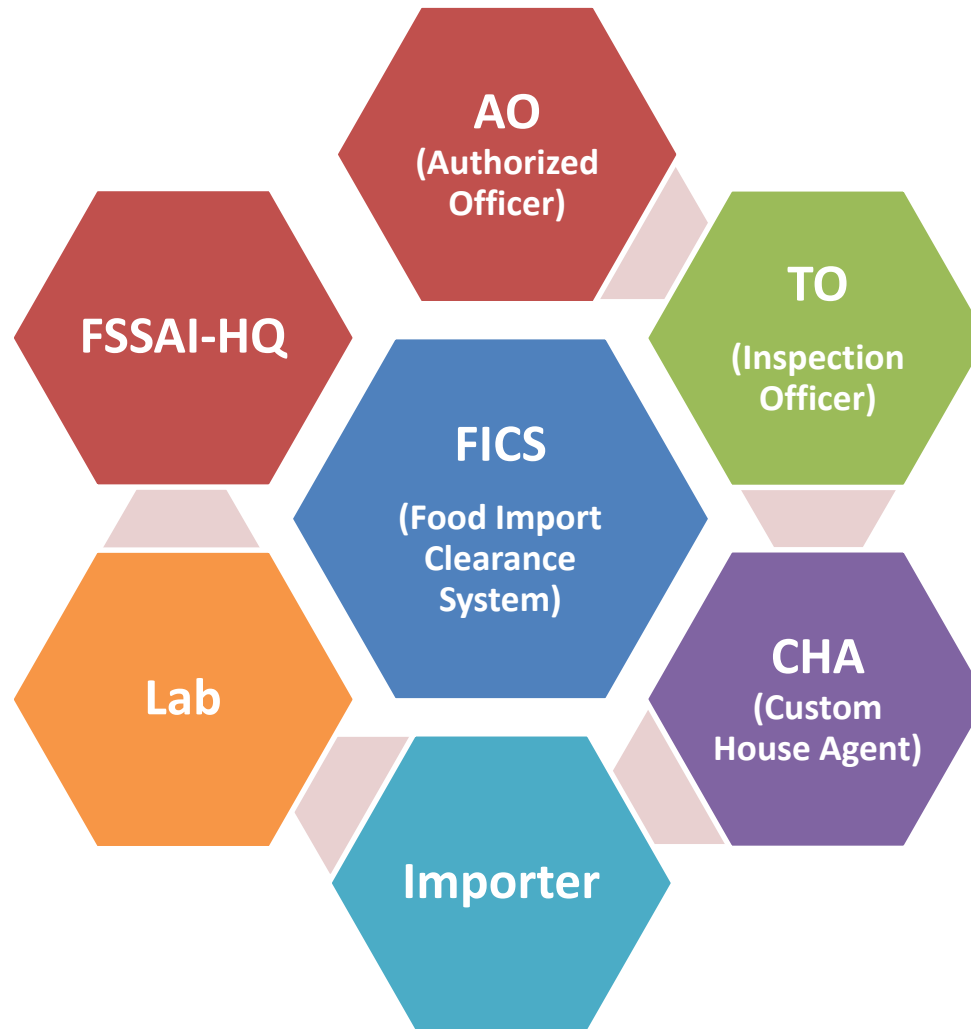 AO
(Authorized
Officer)
FSSAI-HQ
TO
(Inspection
Officer)
FICS
(Food Import
Clearance
System)
Lab
CHA
(Custom
House Agent)
Importer